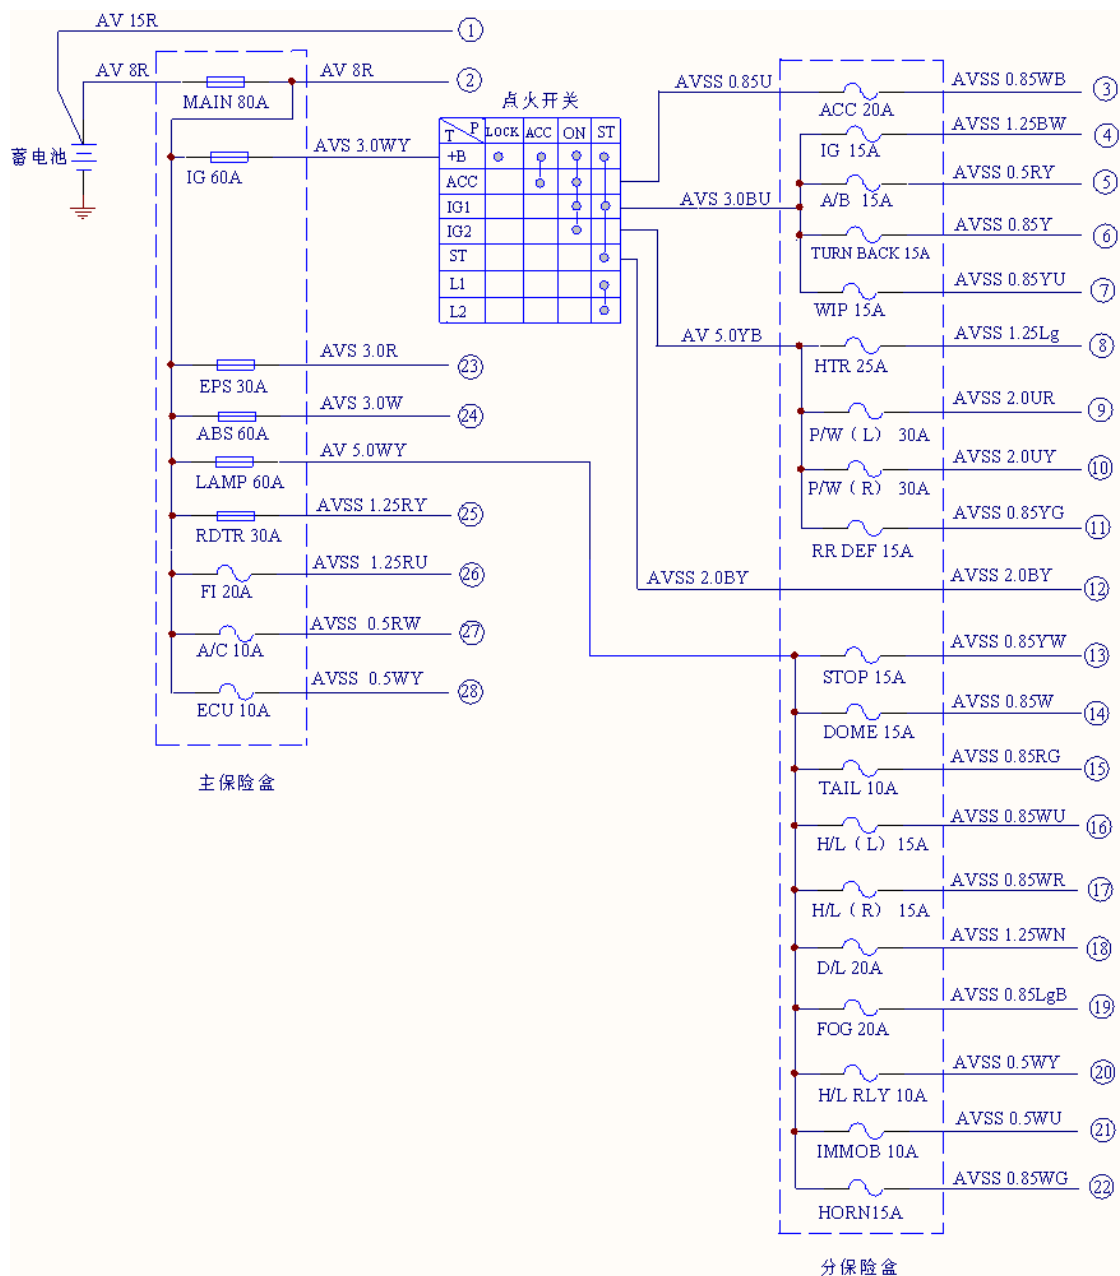 AV 15R
①
AV 8R
MAIN 80A
AV 8R
②
蓄电池
IG 60A
AVS 3.0WY
点火开关
T P LOCK ACC ON ST
+B
ACC
IG1
IG2
ST
L1
L2
AVSS 0.85U
ACC 20A
AVSS 0.85WB
③
AVS 3.0BU
IG 15A
AVSS 1.25BW
④
A/B 15A
AVSS 0.5RY
⑤
TURN BACK 15A
AVSS 0.85Y
⑥
WIP 15A
AVSS 0.85YU
⑦
AV 5.0YB
HTR 25A
AVSS 1.25Lg
⑧
P/W（L） 30A
AVSS 2.0UR
⑨
P/W（R） 30A
AVSS 2.0UY
⑩
RR DEF 15A
AVSS 0.85YG
⑪
AVSS 2.0BY
AVSS 2.0BY
⑫
EPS 30A
AVS 3.0R
㉓
ABS 60A
AVS 3.0W
㉔
LAMP 60A
AV 5.0WY
RDTR 30A
AVSS 1.25RY
㉕
FI 20A
AVSS 1.25RU
㉖
A/C 10A
AVSS 0.5RW
㉗
ECU 10A
AVSS 0.5WY
㉘
主保险盒
STOP 15A
AVSS 0.85YW
⑬
DOME 15A
AVSS 0.85W
⑭
TAIL 10A
AVSS 0.85RG
⑮
H/L（L） 15A
AVSS 0.85WU
⑯
H/L（R） 15A
AVSS 0.85WR
⑰
D/L 20A
AVSS 1.25WN
⑱
FOG 20A
AVSS 0.85LgB
⑲
H/L RLY 10A
AVSS 0.5WY
⑳
IMMOB 10A
AVSS 0.5WU
㉑
HORN15A
AVSS 0.85WG
㉒
分保险盒